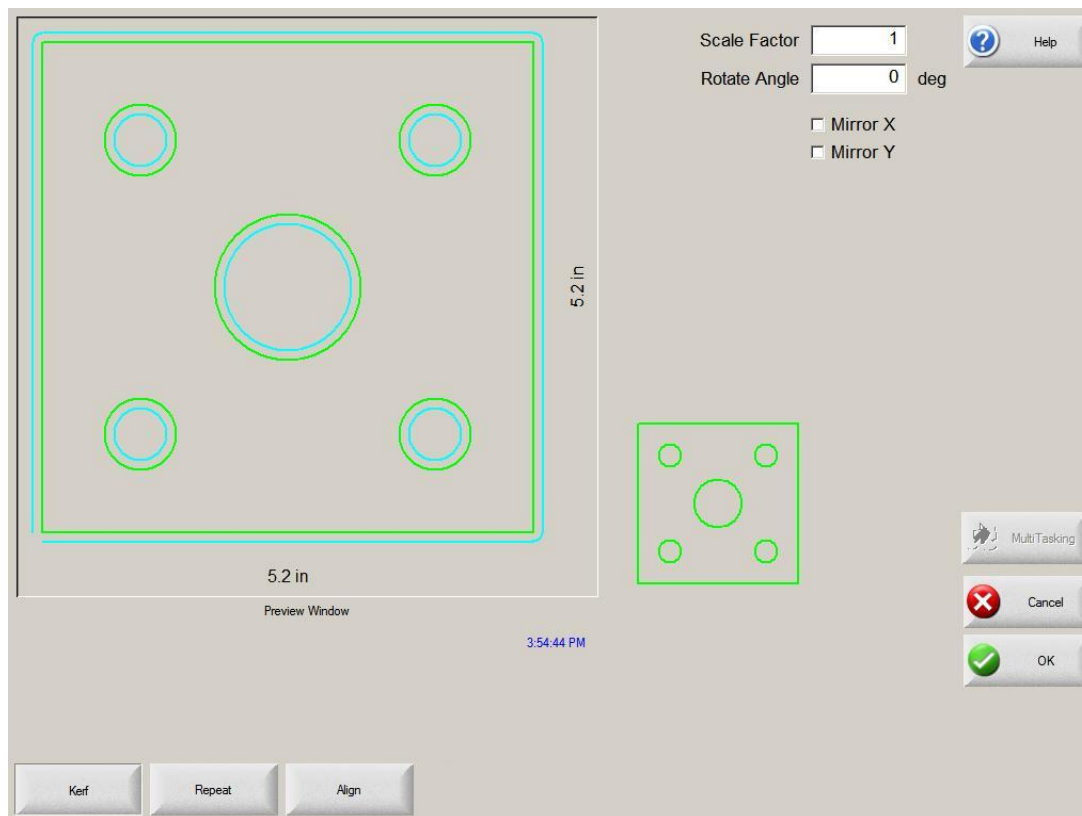 Scale Factor 1
Help
Rotate Angle 0 deg
Mirror X
Mirror Y
5.2 in
5.2 in
Preview Window
3:54:44 PM
MultiTasking
Cancel
OK
Kerf
Repeat
Align